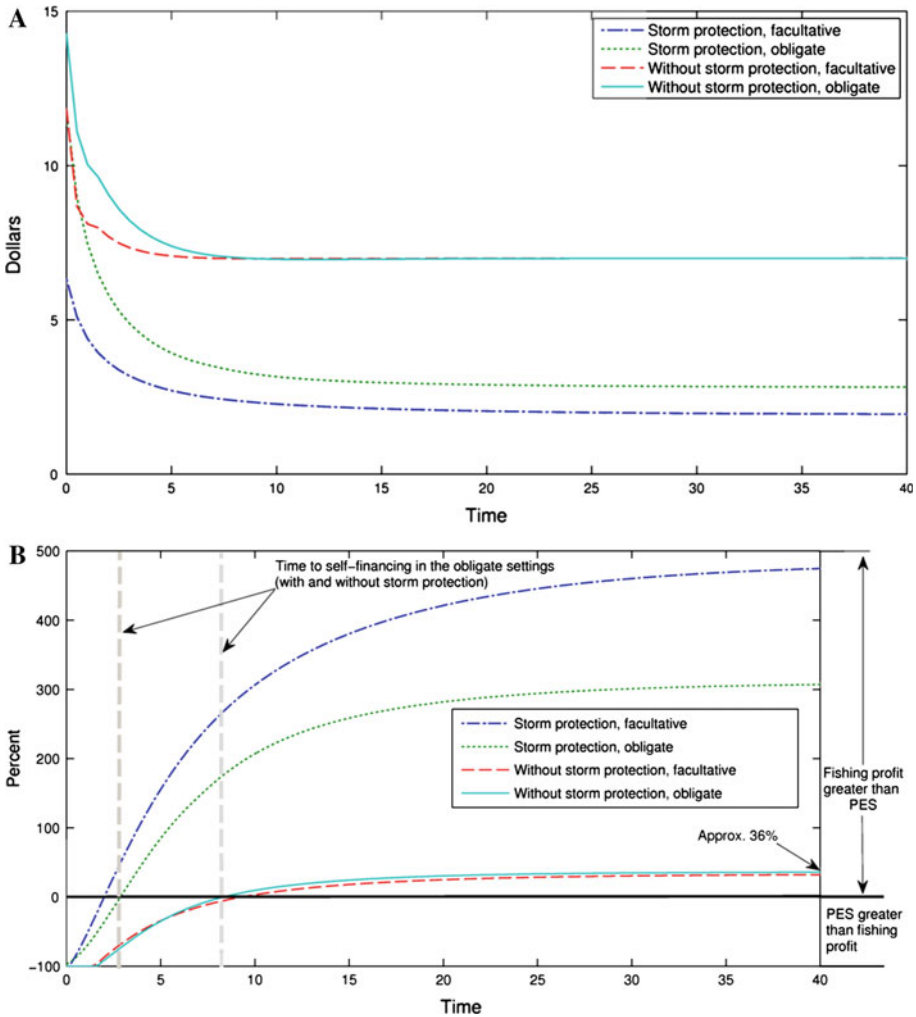 A
15
10
5
0
Dollars
Storm protection, facultative
Storm protection, obligate
Without storm protection, facultative
Without storm protection, obligate
0 5 10 15 20 25 30 35 40
Time
B
500
400
300
200
100
0
-100
Percent
Time to self-financing in the obligate settings
(with and without storm protection)
Storm protection, facultative
Storm protection, obligate
Without storm protection, facultative
Without storm protection, obligate
Approx. 36%
Fishing profit
greater than
PES
PES greater
than fishing
profit
0 5 10 15 20 25 30 35 40
Time